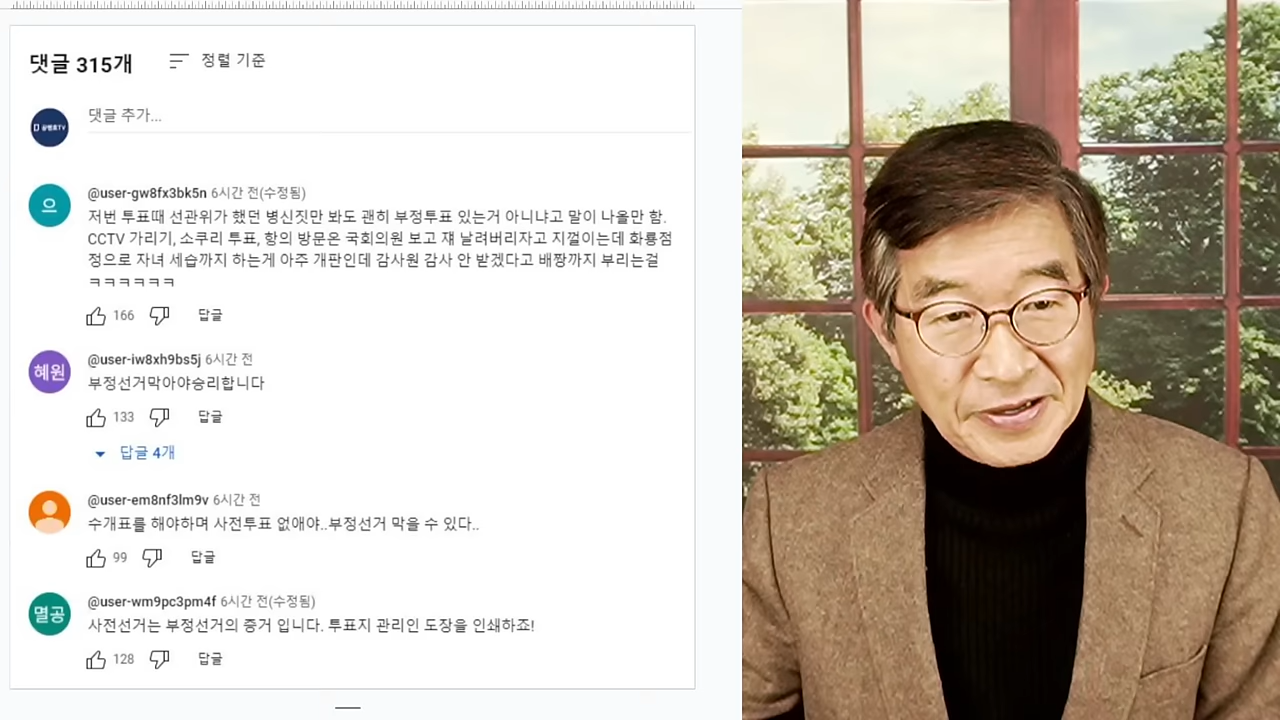 댓글 315개
정렬 기준
공병호TV
댓글 추가...
으
@user-gw8fx3bk5n 6시간 전(수정됨)
저번 투표때 선관위가 했던 병신짓만 봐도 괜히 부정투표 있는거 아니냐고 말이 나올만 함.
CCTV 가리기, 소쿠리 투표, 항의 방문온 국회의원 보고 쟤 날려버리자고 지껄이는데 화룡점
정으로 자녀 세습까지 하는게 아주 개판인데 감사원 감사 안 받겠다고 배짱까지 부리는걸
ㅋㅋㅋㅋㅋㅋ
166
답글
혜원
@user-iw8xh9bs5j 6시간 전
부정선거막아야승리합니다
133
답글
답글 4개
@user-em8nf3lm9v 6시간 전
수개표를 해야하며 사전투표 없애야..부정선거 막을 수 있다..
99
답글
멸공
@user-wm9pc3pm4f 6시간 전(수정됨)
사전선거는 부정선거의 증거 입니다. 투표지 관리인 도장을 인쇄하죠!
128
답글